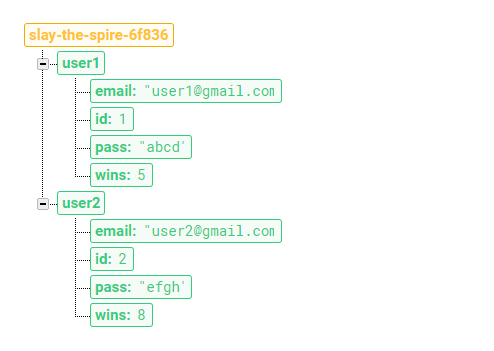 slay-the-spire-6f836
user1
email: "user1@gmail.com
id: 1
pass: "abcd"
wins: 5
user2
email: "user2@gmail.com
id: 2
pass: "efgh"
wins: 8